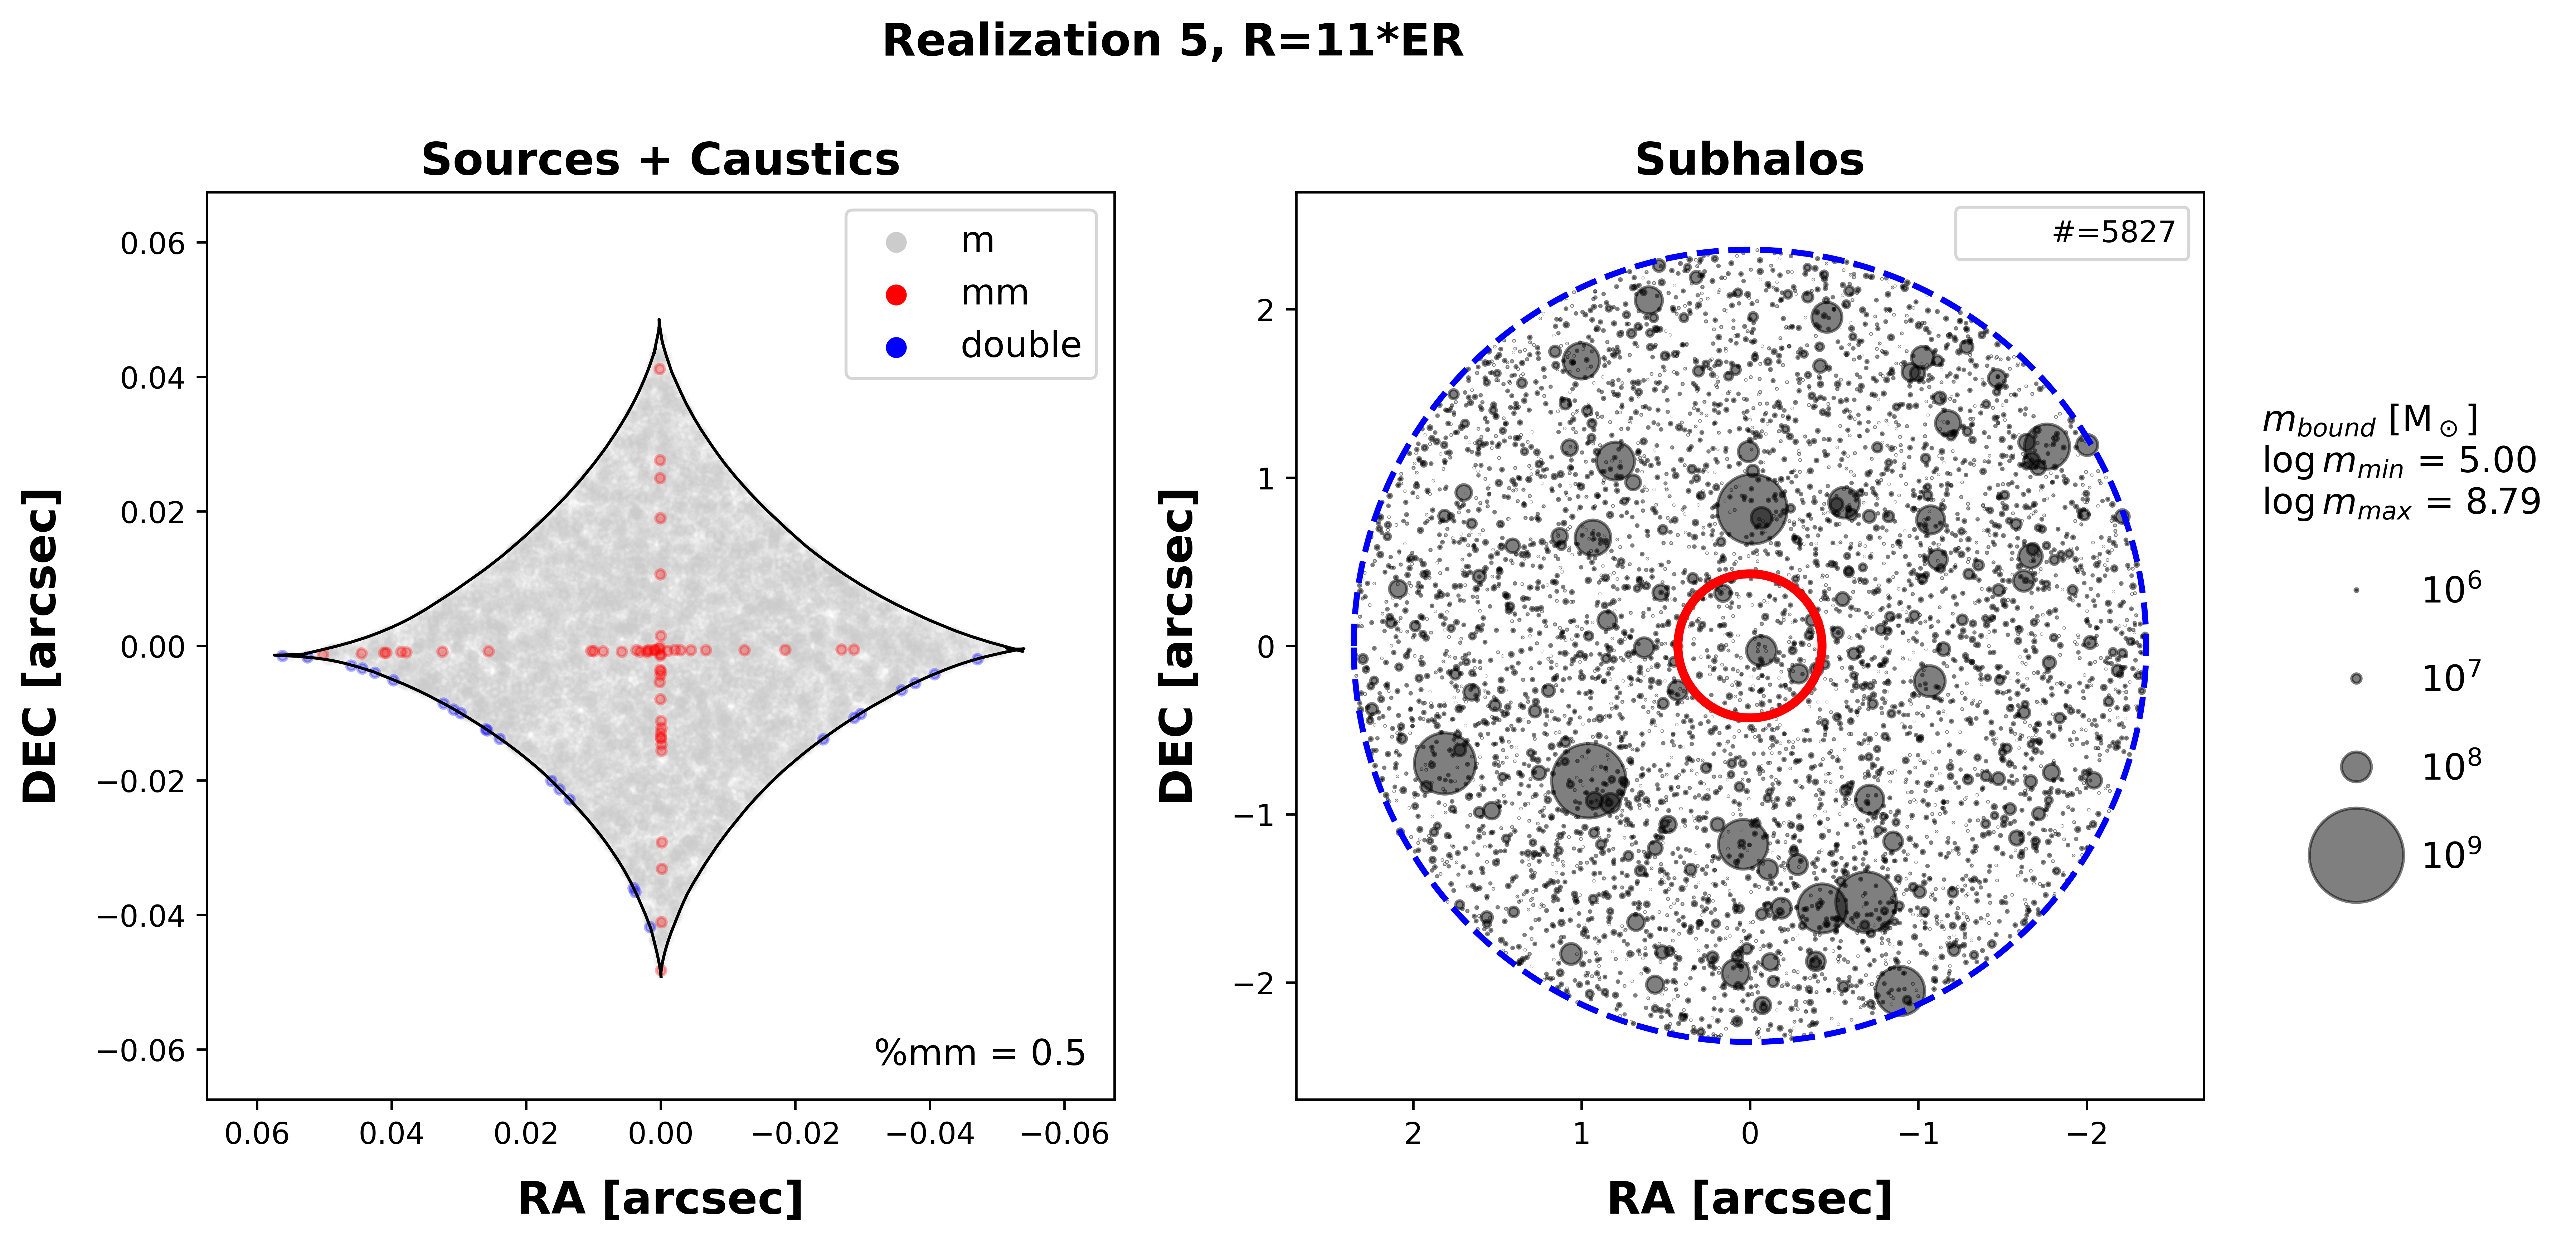 Realization 5, R=11*ER
Sources + Caustics
m
mm
double
0.06
0.04
0.02
0.00
−0.02
−0.04
−0.06
DEC [arcsec]
%mm = 0.5
0.06
0.04
0.02
0.00
−0.02
−0.04
−0.06
RA [arcsec]
Subhalos
#=5827
2
1
0
−1
−2
DEC [arcsec]
2
1
0
−1
−2
RA [arcsec]
m_bound [M_⊙]
log m_min = 5.00
log m_max = 8.79
10^6
10^7
10^8
10^9